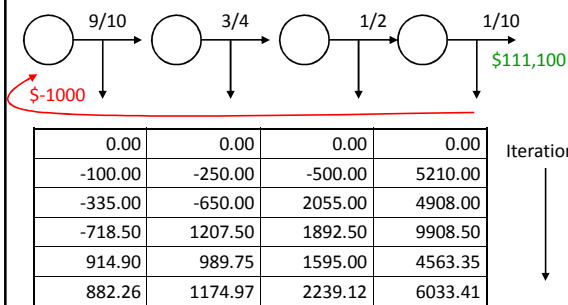 9/10 3/4 1/2 1/10
$111,100
$-1000
0.00 0.00 0.00 0.00
Iteration
-100.00 -250.00 -500.00 5210.00
-335.00 -650.00 2055.00 4908.00
-718.50 1207.50 1892.50 9908.50
914.90 989.75 1595.00 4563.35
882.26 1174.97 2239.12 6033.41